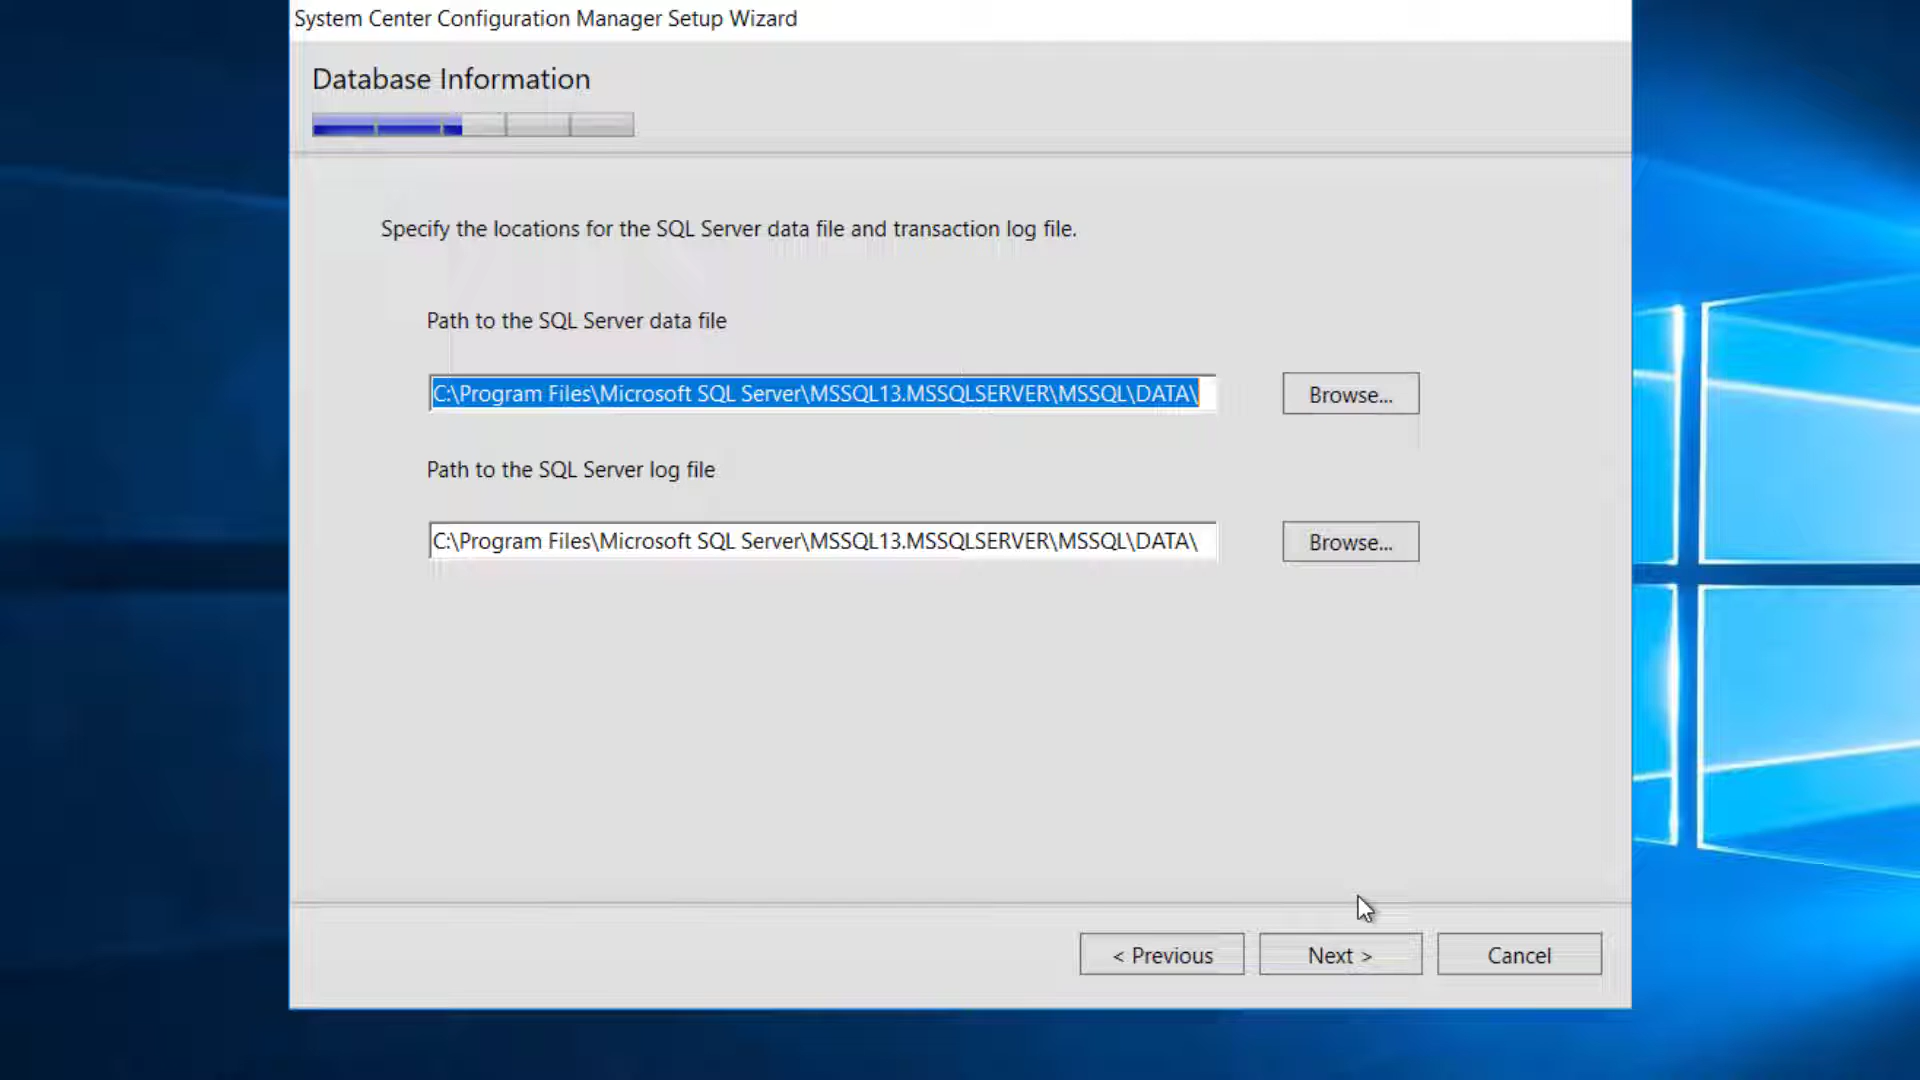 System Center Configuration Manager Setup Wizard
Database Information
Specify the locations for the SQL Server data file and transaction log file.
Path to the SQL Server data file
C:\Program Files\Microsoft SQL Server\MSSQL13.MSSQLSERVER\MSSQL\DATA\
Browse...
Path to the SQL Server log file
C:\Program Files\Microsoft SQL Server\MSSQL13.MSSQLSERVER\MSSQL\DATA\
Browse...
< Previous
Next >
Cancel